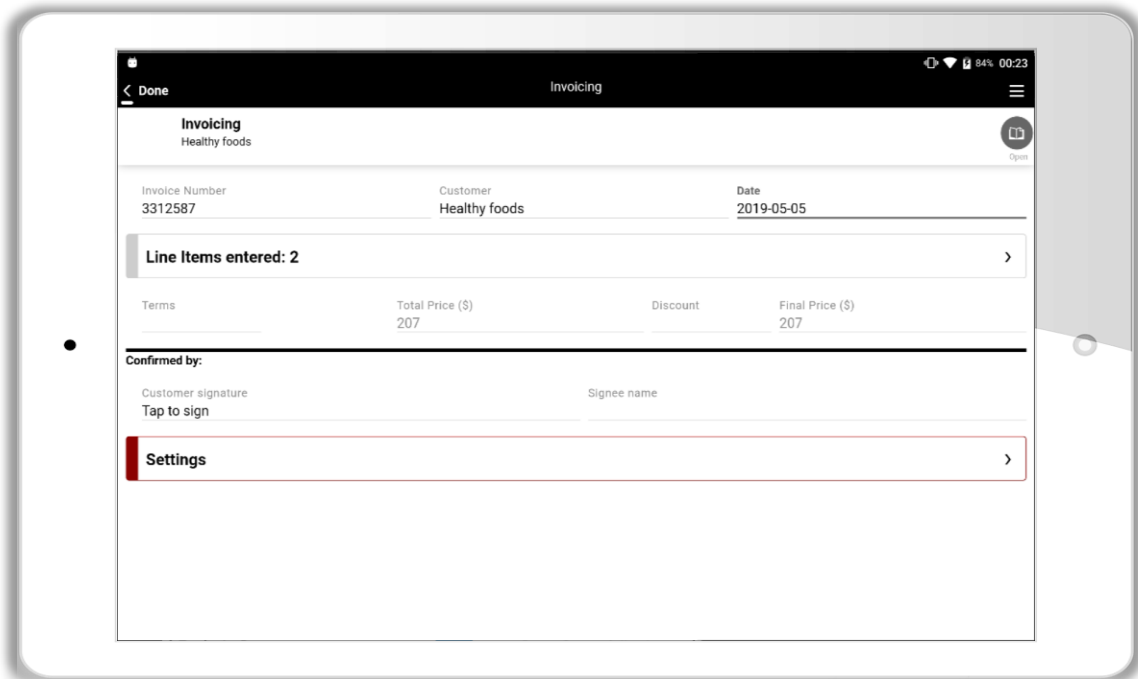 84% 00:23
Done
Invoicing
Invoicing
Healthy foods
Open
Invoice Number
3312587
Customer
Healthy foods
Date
2019-05-05
Line Items entered: 2
Terms
Total Price ($)
207
Discount
Final Price ($)
207
Confirmed by:
Customer signature
Tap to sign
Signee name
Settings